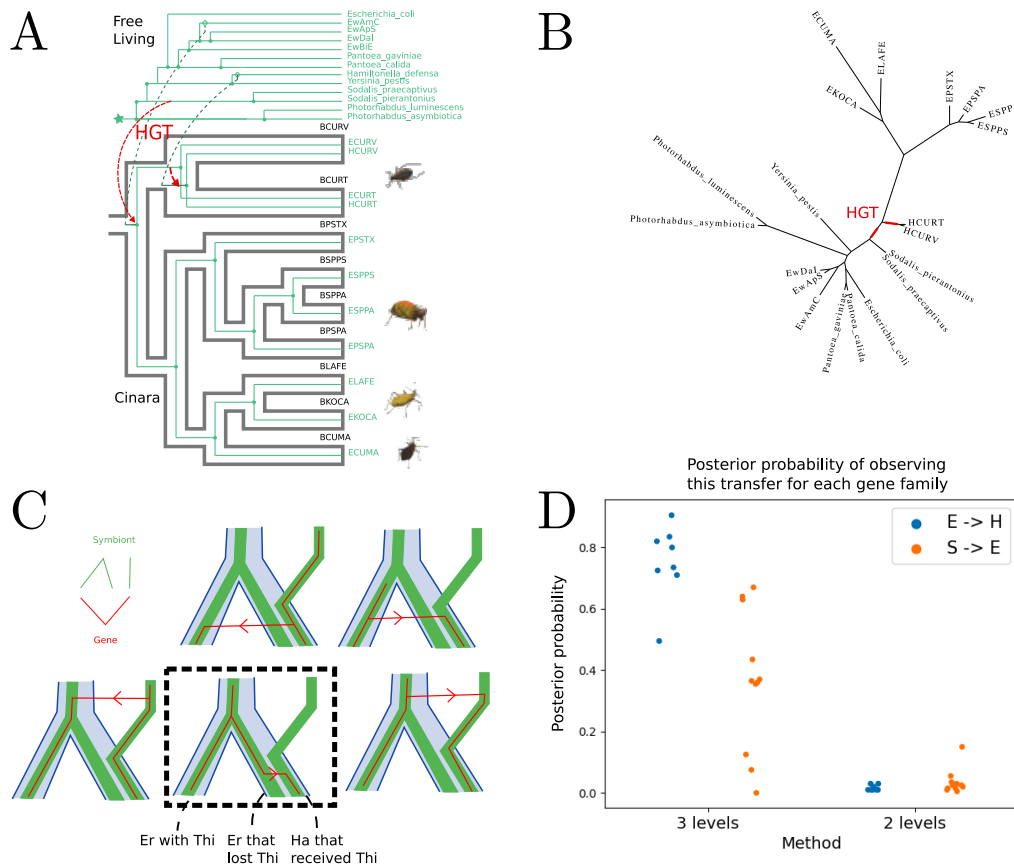 A
Free
Living
Escherichia_coli
EwAmC
EwApS
EwDaI
EwBiE
Pantoea_gaviniae
Pantoea_calida
Hamiltonella_defensa
Yersinia_pestis
Sodalis_praecaptivus
Sodalis_pierantonius
Photorhabdus_luminescens
Photorhabdus_asymbiotica
HGT
BCURV
ECURV
HCURV
BCURT
ECURT
HCURT
BPSTX
EPSTX
BSPPS
ESPPS
BSPPA
ESPPA
BPSPA
EPSPA
BLAFE
ELAFE
BKOCA
EKOCA
BCUMA
ECUMA
Cinara
B
ECUMA
ELAFE
EKOCA
EPSTX
EPSPA
ESPP
ESPPS
Photorhabdus_luminescens
Photorhabdus_asymbiotica
Yersinia_pestis
HGT
HCURT
HCURV
Sodalis_pierantonius
Sodalis_praecaptivus
EwDaI
EwApS
EwAmC
Pantoea_gaviniae
Pantoea_calida
Escherichia_coli
C
Symbiont
Gene
Er with Thi
Er that
lost Thi
Ha that
received Thi
D
Posterior probability of observing
this transfer for each gene family
E -> H
S -> E
Posterior probability
0.8
0.6
0.4
0.2
0.0
3 levels
2 levels
Method